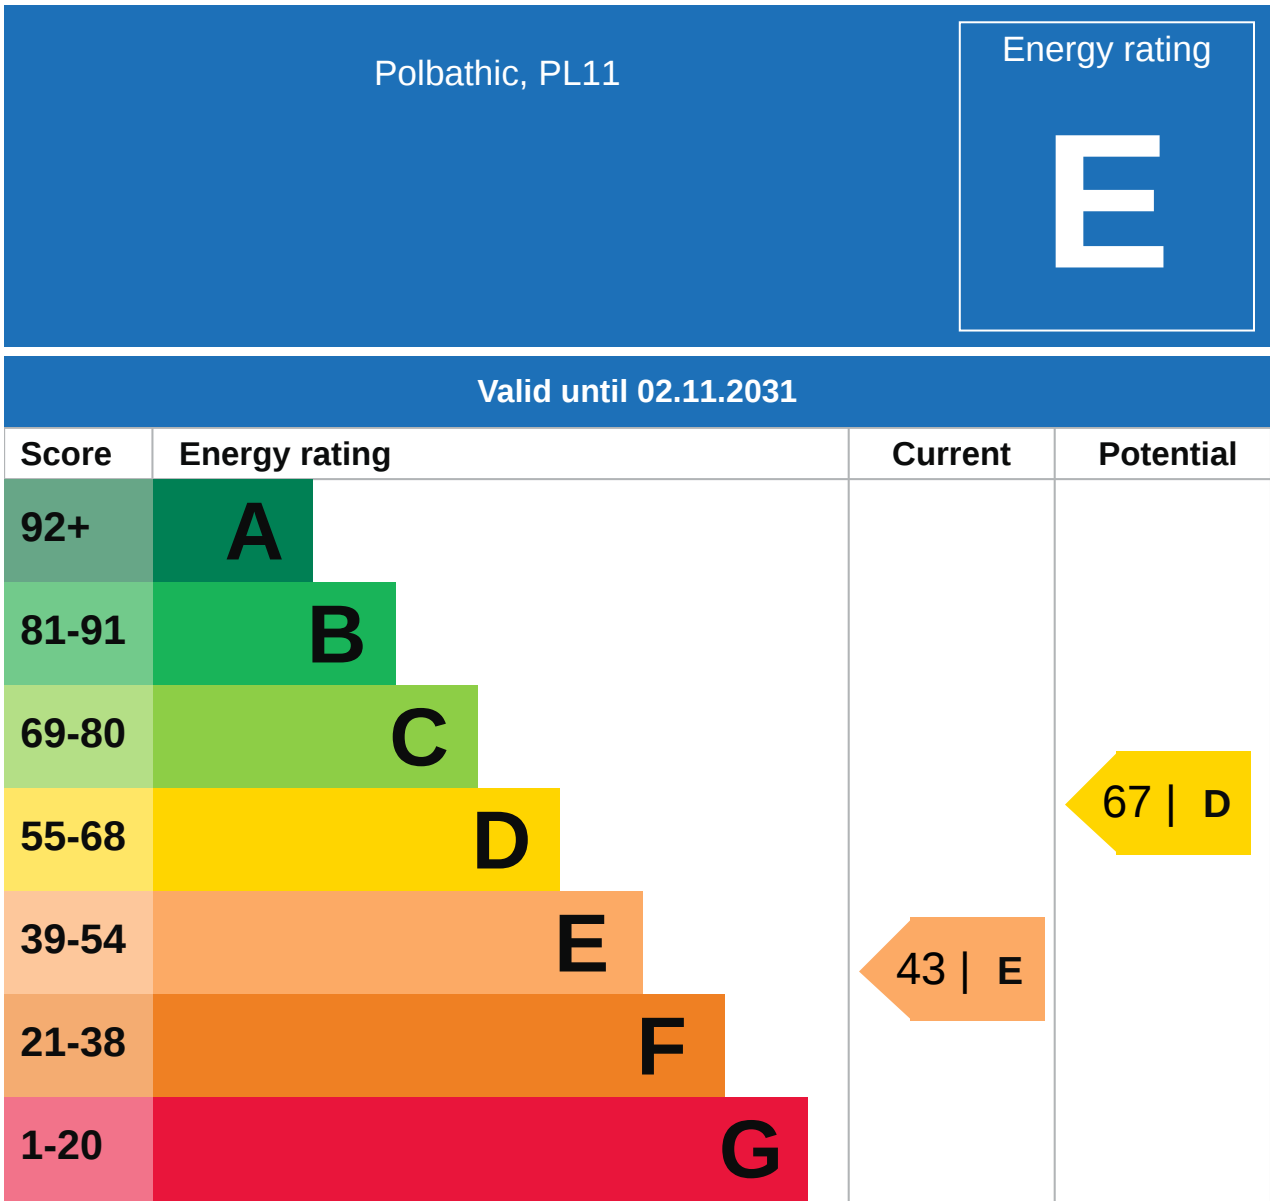 Polbathic, PL11
Energy rating
E
Valid until 02.11.2031
Score Energy rating Current Potential
92+ A
81-91 B
69-80 C
55-68 D
67 | D
39-54 E
43 | E
21-38 F
1-20 G